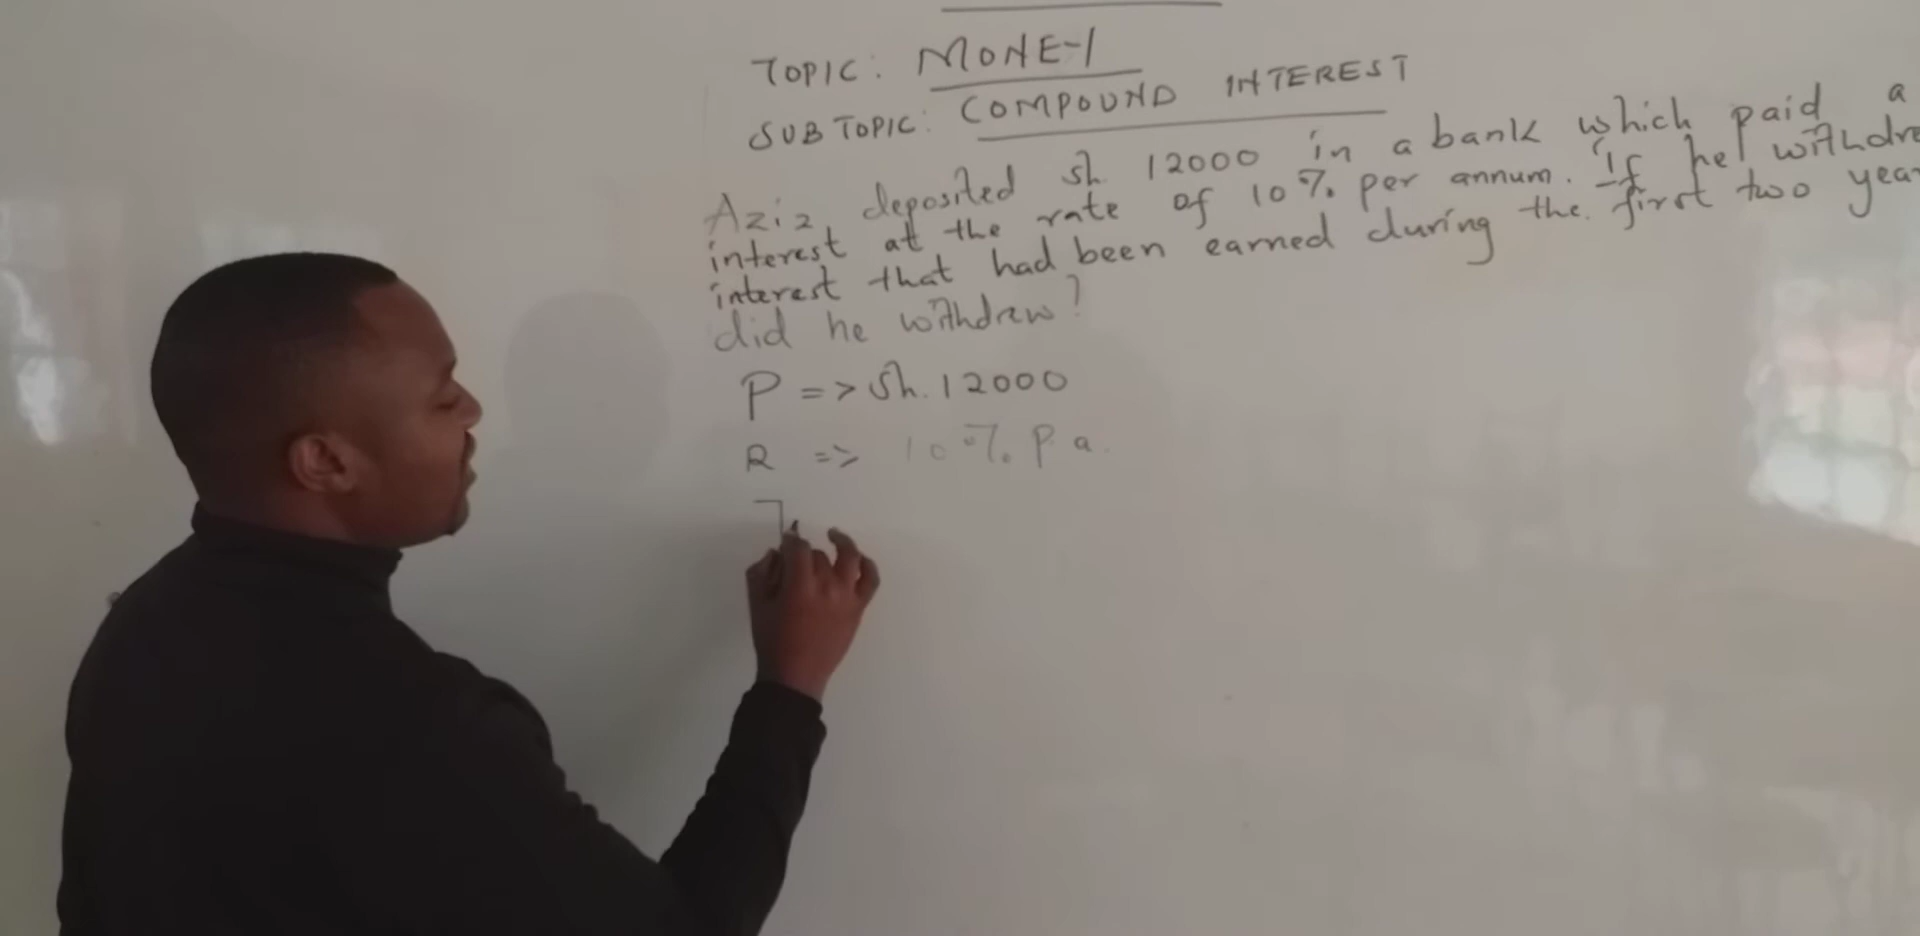 TOPIC: MONEY
SUB TOPIC: COMPOUND INTEREST
Aziz deposited sh 12000 in a bank which paid a
interest at the rate of 10% per annum. If he withdre
interest that had been earned during the first two year
did he withdrew?
P => Sh. 12000
R => 10% p a.
T